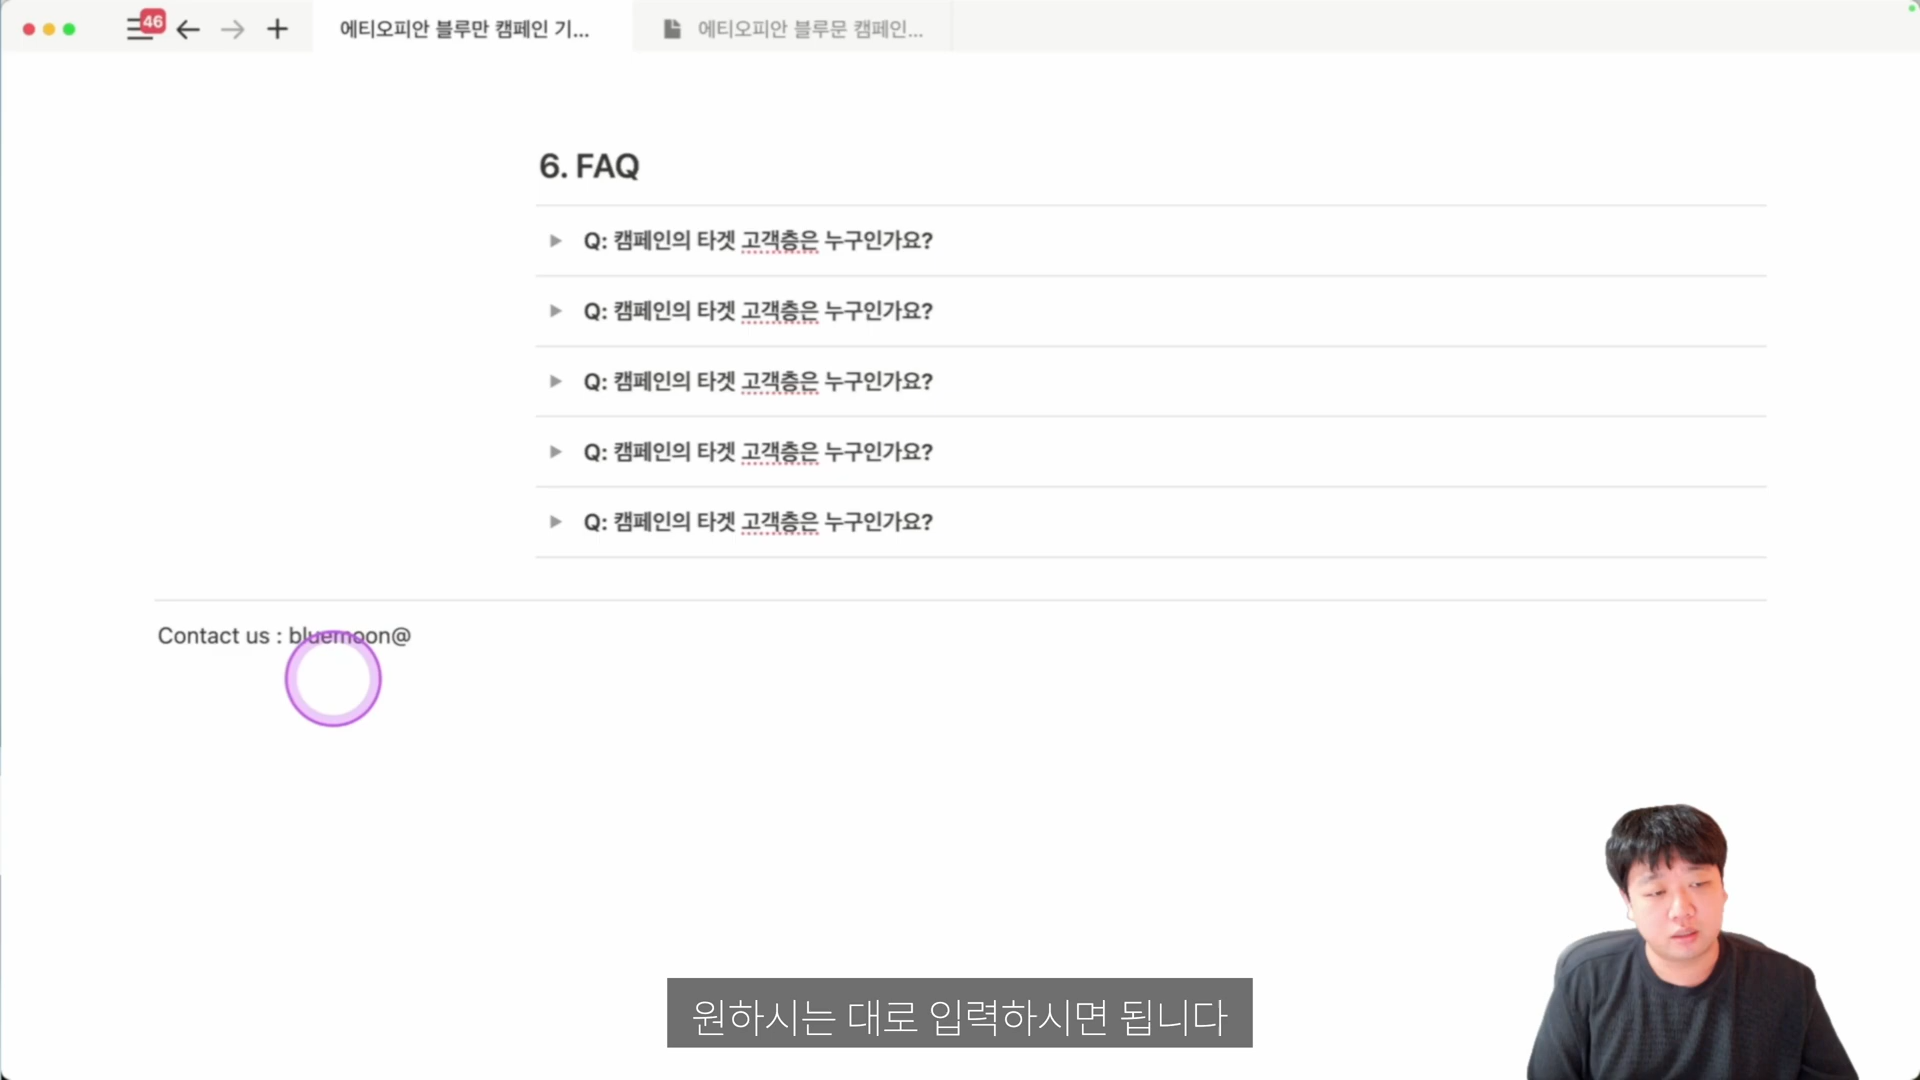 46
에티오피안 블루만 캠페인 기...
에티오피안 블루문 캠페인...
6. FAQ
Q: 캠페인의 타겟 고객층은 누구인가요?
Q: 캠페인의 타겟 고객층은 누구인가요?
Q: 캠페인의 타겟 고객층은 누구인가요?
Q: 캠페인의 타겟 고객층은 누구인가요?
Q: 캠페인의 타겟 고객층은 누구인가요?
Contact us : bluemoon@
원하시는 대로 입력하시면 됩니다